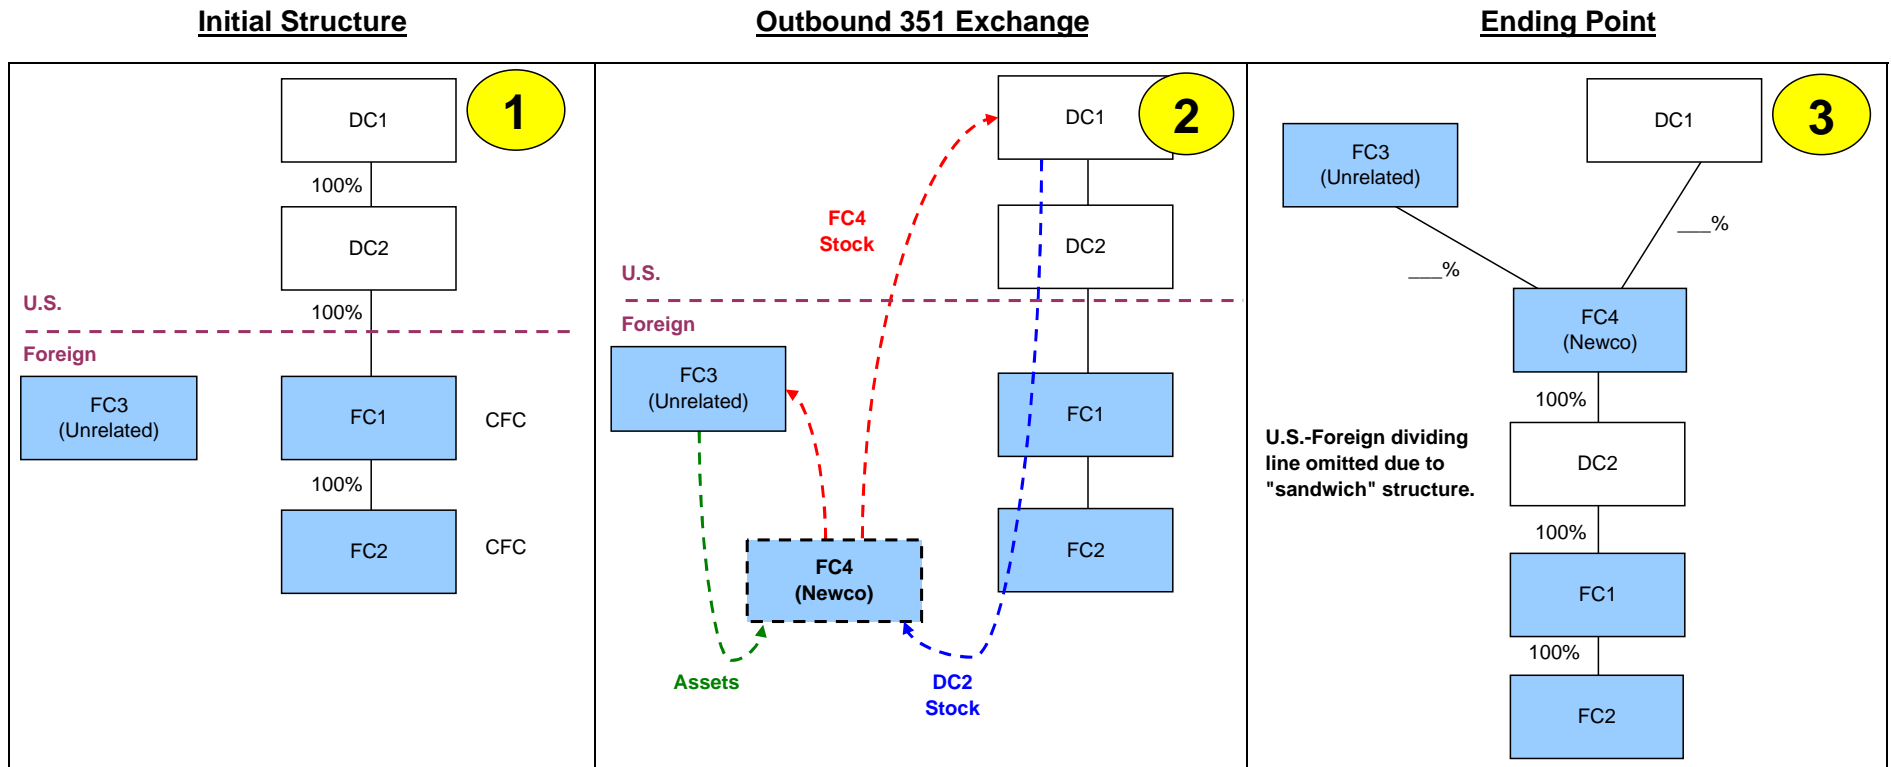 Initial Structure
Outbound 351 Exchange
Ending Point
1
DC1
100%
DC2
100%
U.S.
Foreign
FC3
(Unrelated)
FC1
CFC
100%
FC2
CFC
2
DC1
FC4
Stock
DC2
U.S.
Foreign
FC3
(Unrelated)
FC1
FC2
FC4
(Newco)
Assets
DC2
Stock
3
DC1
FC3
(Unrelated)
___%
___%
FC4
(Newco)
100%
U.S.-Foreign dividing
line omitted due to
"sandwich" structure.
DC2
100%
FC1
100%
FC2